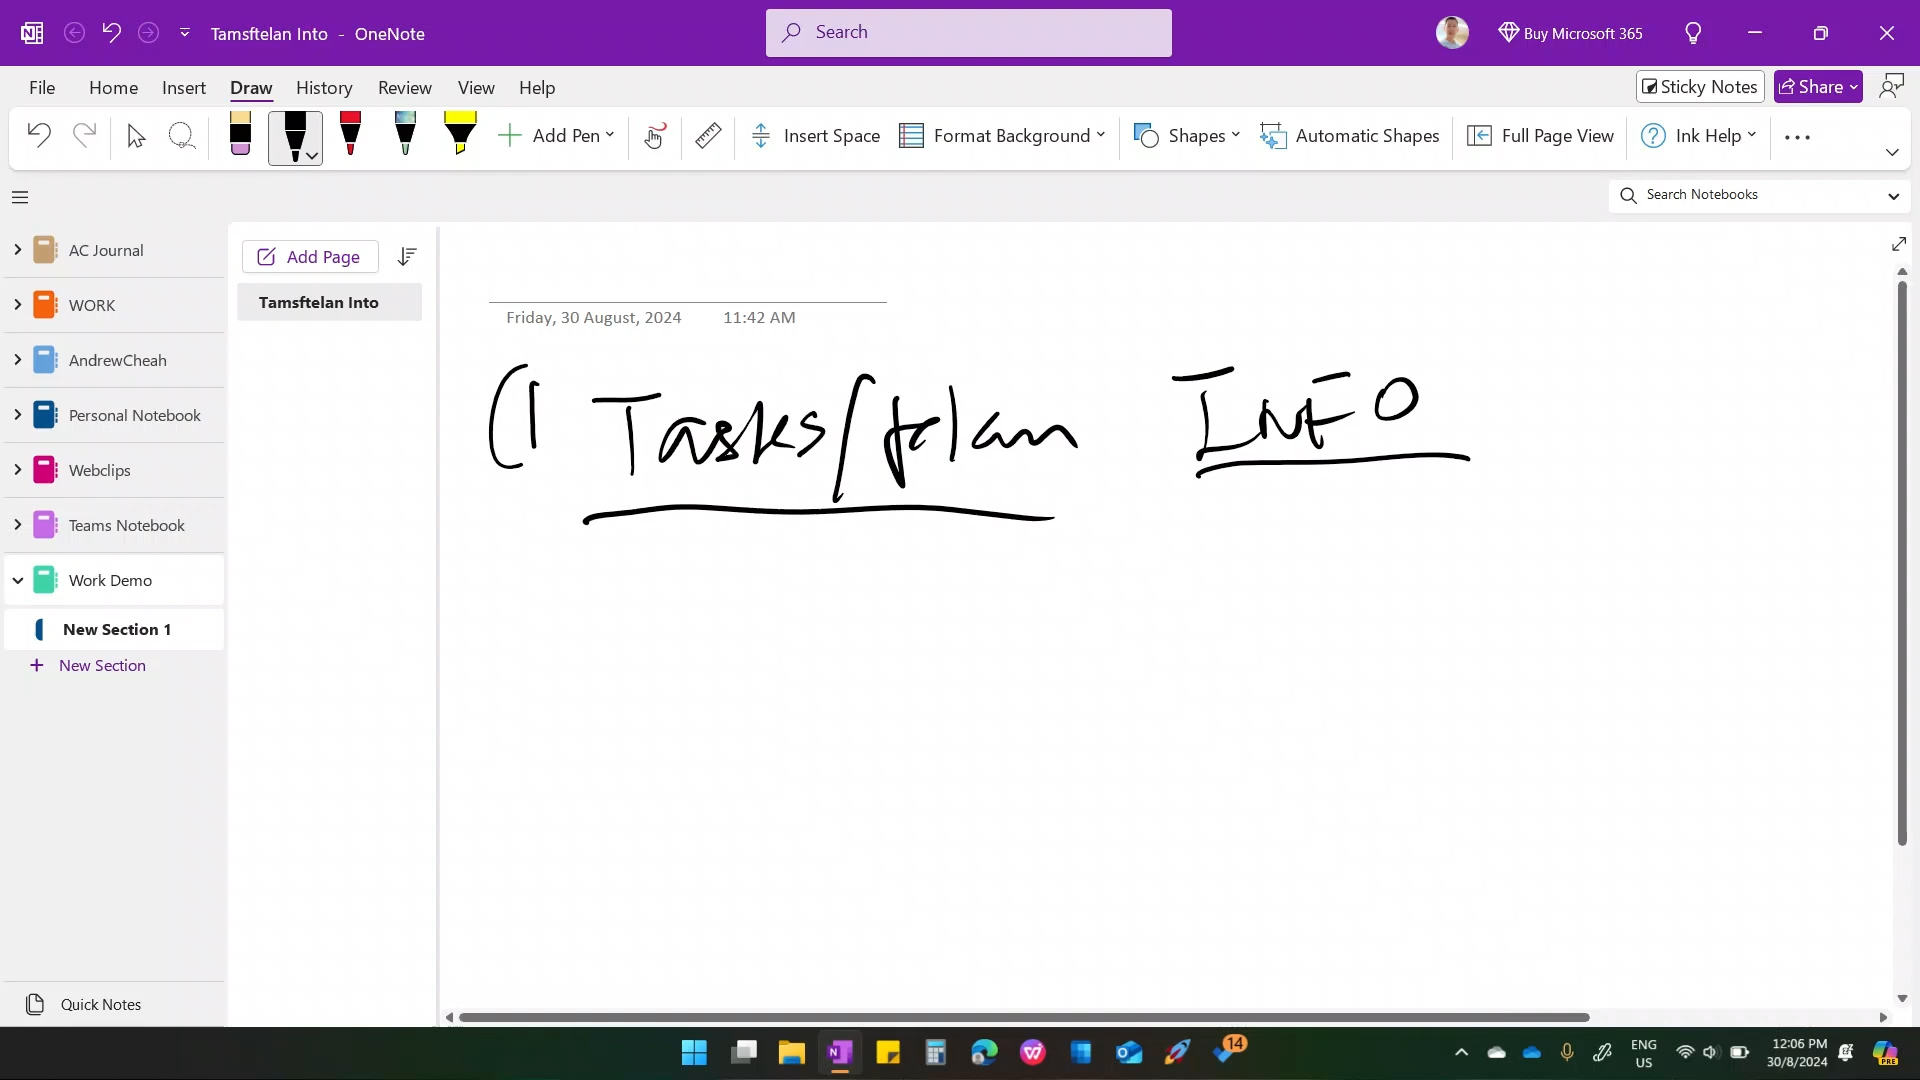 Tamsftelan Into - OneNote
Search
Buy Microsoft 365
File Home Insert Draw History Review View Help
Sticky Notes Share
Add Pen Insert Space Format Background Shapes Automatic Shapes Full Page View Ink Help
Search Notebooks
AC Journal
WORK
AndrewCheah
Personal Notebook
Webclips
Teams Notebook
Work Demo
New Section 1
New Section
Quick Notes
Add Page
Tamsftelan Into
Friday, 30 August, 2024 11:42 AM
Tasks/plan INFO
14
ENG
US
12:06 PM
30/8/2024
PRE